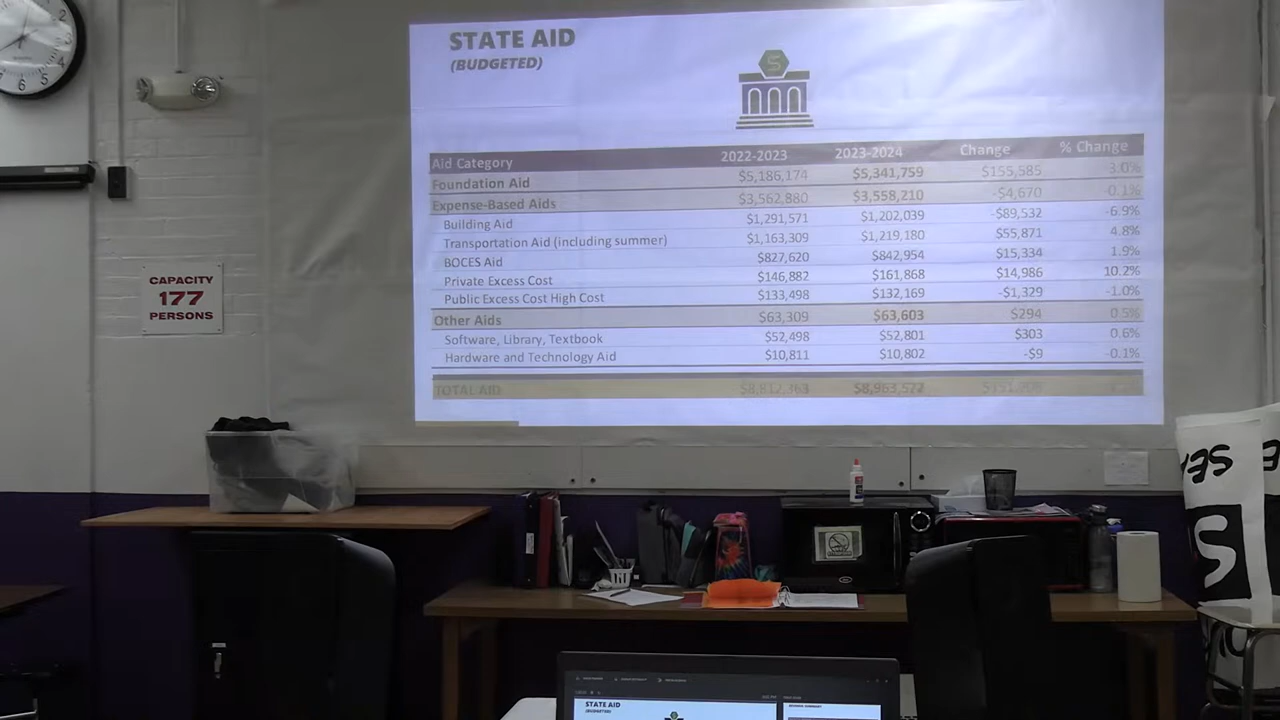 STATE AID
(BUDGETED)
S
Aid Category 2022-2023 2023-2024 Change % Change
Foundation Aid $5,186,174 $5,341,759 $155,585 3.0%
Expense-Based Aids $3,562,880 $3,558,210 -$4,670 -0.1%
Building Aid $1,291,571 $1,202,039 -$89,532 -6.9%
Transportation Aid (including summer) $1,163,309 $1,219,180 $55,871 4.8%
BOCES Aid $827,620 $842,954 $15,334 1.9%
Private Excess Cost $146,882 $161,868 $14,986 10.2%
Public Excess Cost High Cost $133,498 $132,169 -$1,329 -1.0%
Other Aids $63,309 $63,603 $294 0.5%
Software, Library, Textbook $52,498 $52,801 $303 0.6%
Hardware and Technology Aid $10,811 $10,802 -$9 -0.1%
TOTAL AID $8,812,363 $8,963,572
CAPACITY
177
PERSONS
2
3
4
5
6
S
STATE AID
(BUDGETED)